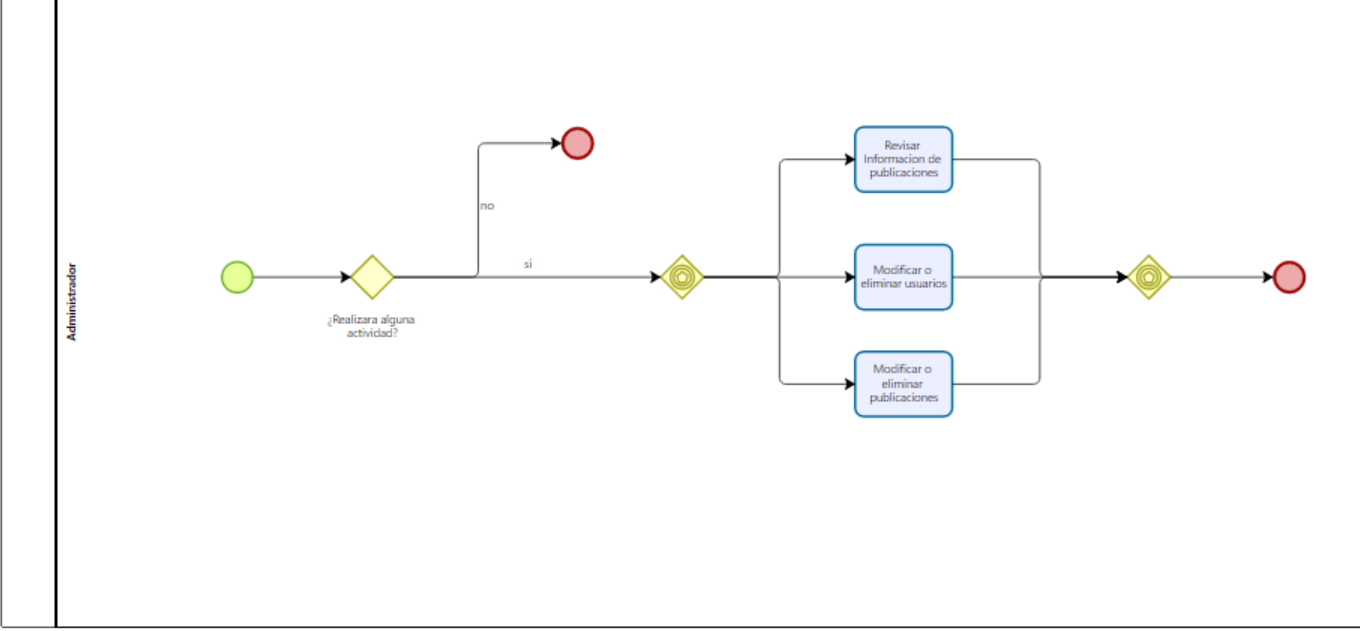 Administrador
¿Realizara alguna
actividad?
no
si
Revisar
Informacion de
publicaciones
Modificar o
eliminar usuarios
Modificar o
eliminar
publicaciones